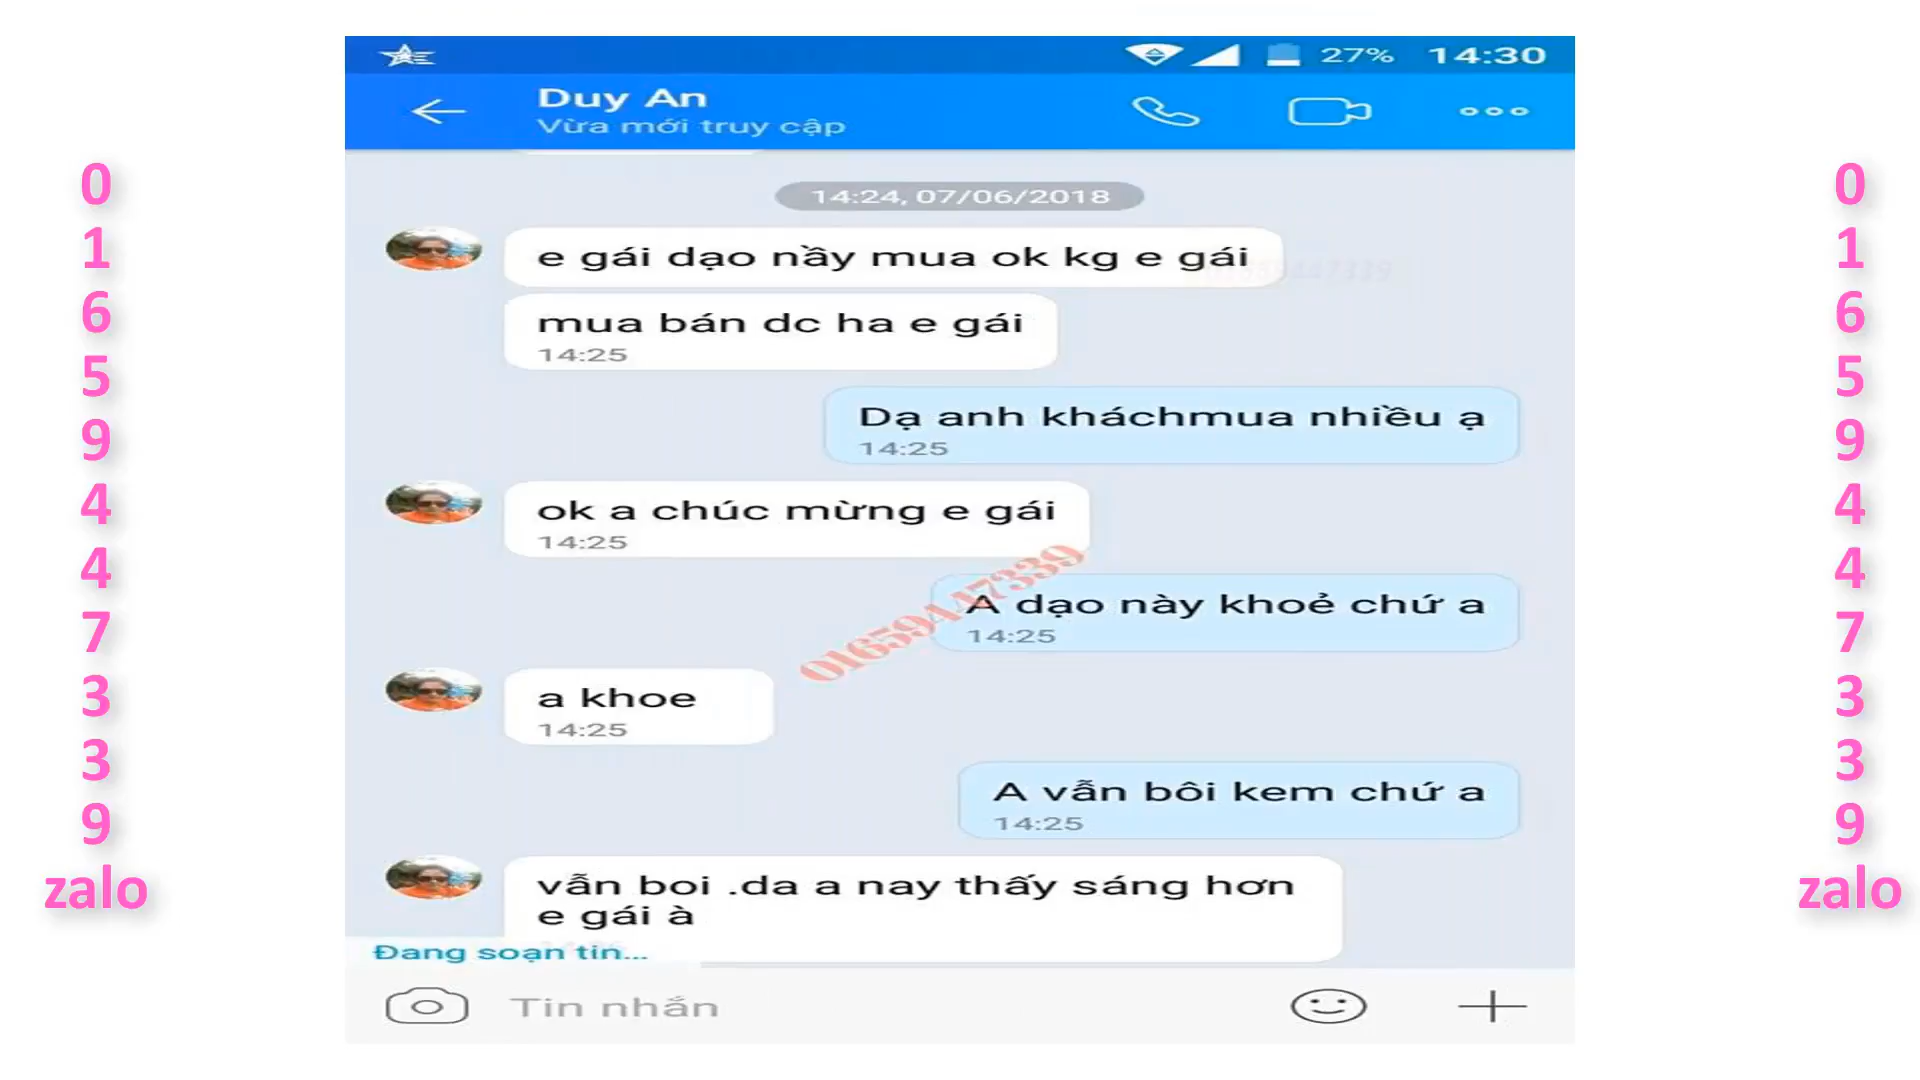 27% 14:30
Duy An
Vừa mới truy cập
14:24, 07/06/2018
e gái dạo nầy mua ok kg e gái
mua bán dc ha e gái
14:25
Dạ anh kháchmua nhiều ạ
14:25
ok a chúc mừng e gái
14:25
01659447339
A dạo này khoẻ chứ a
14:25
a khoe
14:25
A vẫn bôi kem chứ a
14:25
vẫn boi .da a nay thấy sáng hơn
e gái à
Đang soạn tin...
Tin nhắn
0
1
6
5
9
4
4
7
3
3
9
zalo
0
1
6
5
9
4
4
7
3
3
9
zalo